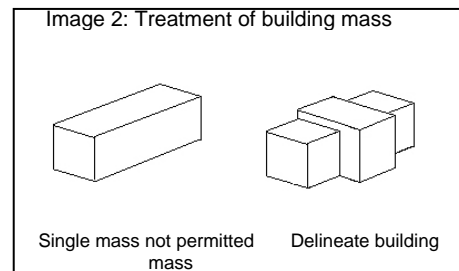 Image 2: Treatment of building mass
Single mass not permitted    Delineate building
mass